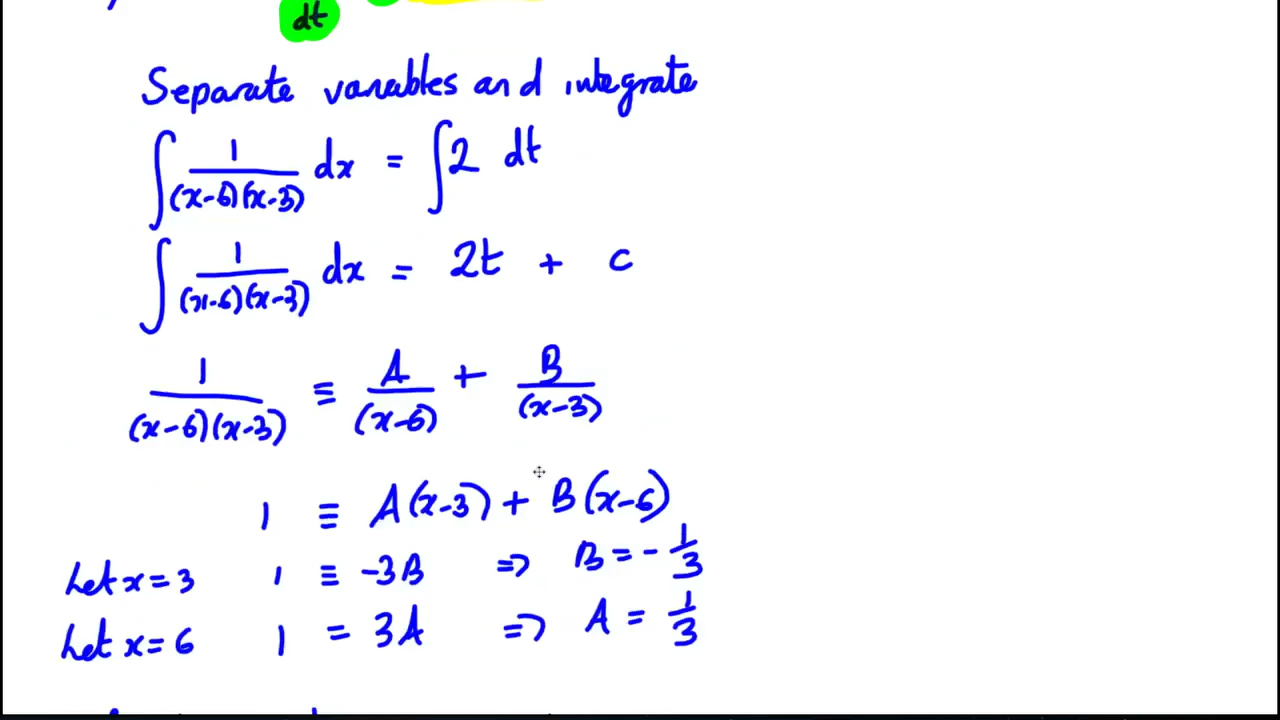 dt
Separate variables and integrate
∫ 1/((x-6)(x-3)) dx = ∫ 2 dt
∫ 1/((x-6)(x-3)) dx = 2t + c
1/((x-6)(x-3)) ≡ A/(x-6) + B/(x-3)
1 ≡ A(x-3) + B(x-6)
Let x=3 1 ≡ -3B ⇒ B = -1/3
Let x=6 1 = 3A ⇒ A = 1/3